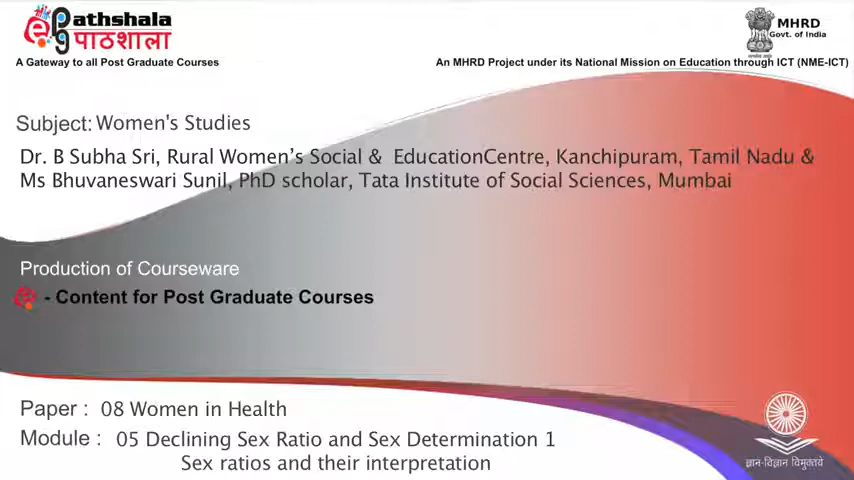 Pathshala
पाठशाला
A Gateway to all Post Graduate Courses
MHRD
Govt. of India
An MHRD Project under its National Mission on Education through ICT (NME-ICT)
Subject: Women's Studies
Dr. B Subha Sri, Rural Women’s Social & EducationCentre, Kanchipuram, Tamil Nadu &
Ms Bhuvaneswari Sunil, PhD scholar, Tata Institute of Social Sciences, Mumbai
Production of Courseware
e - Content for Post Graduate Courses
Paper : 08 Women in Health
Module : 05 Declining Sex Ratio and Sex Determination 1
Sex ratios and their interpretation
ज्ञान-विज्ञान विमुक्तये